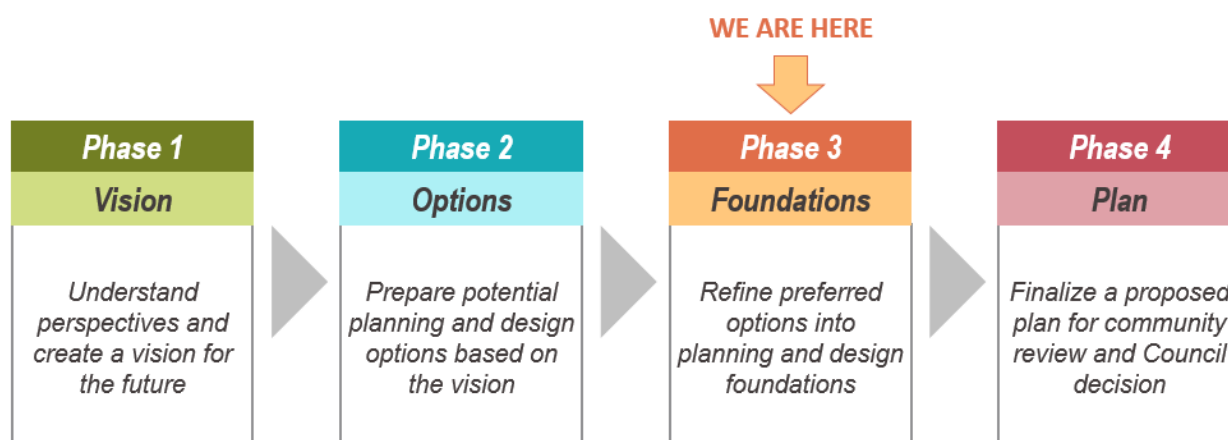 WE ARE HERE
Phase 1
Vision
Understand
perspectives and
create a vision for
the future
Phase 2
Options
Prepare potential
planning and design
options based on
the vision
Phase 3
Foundations
Refine preferred
options into
planning and design
foundations
Phase 4
Plan
Finalize a proposed
plan for community
review and Council
decision